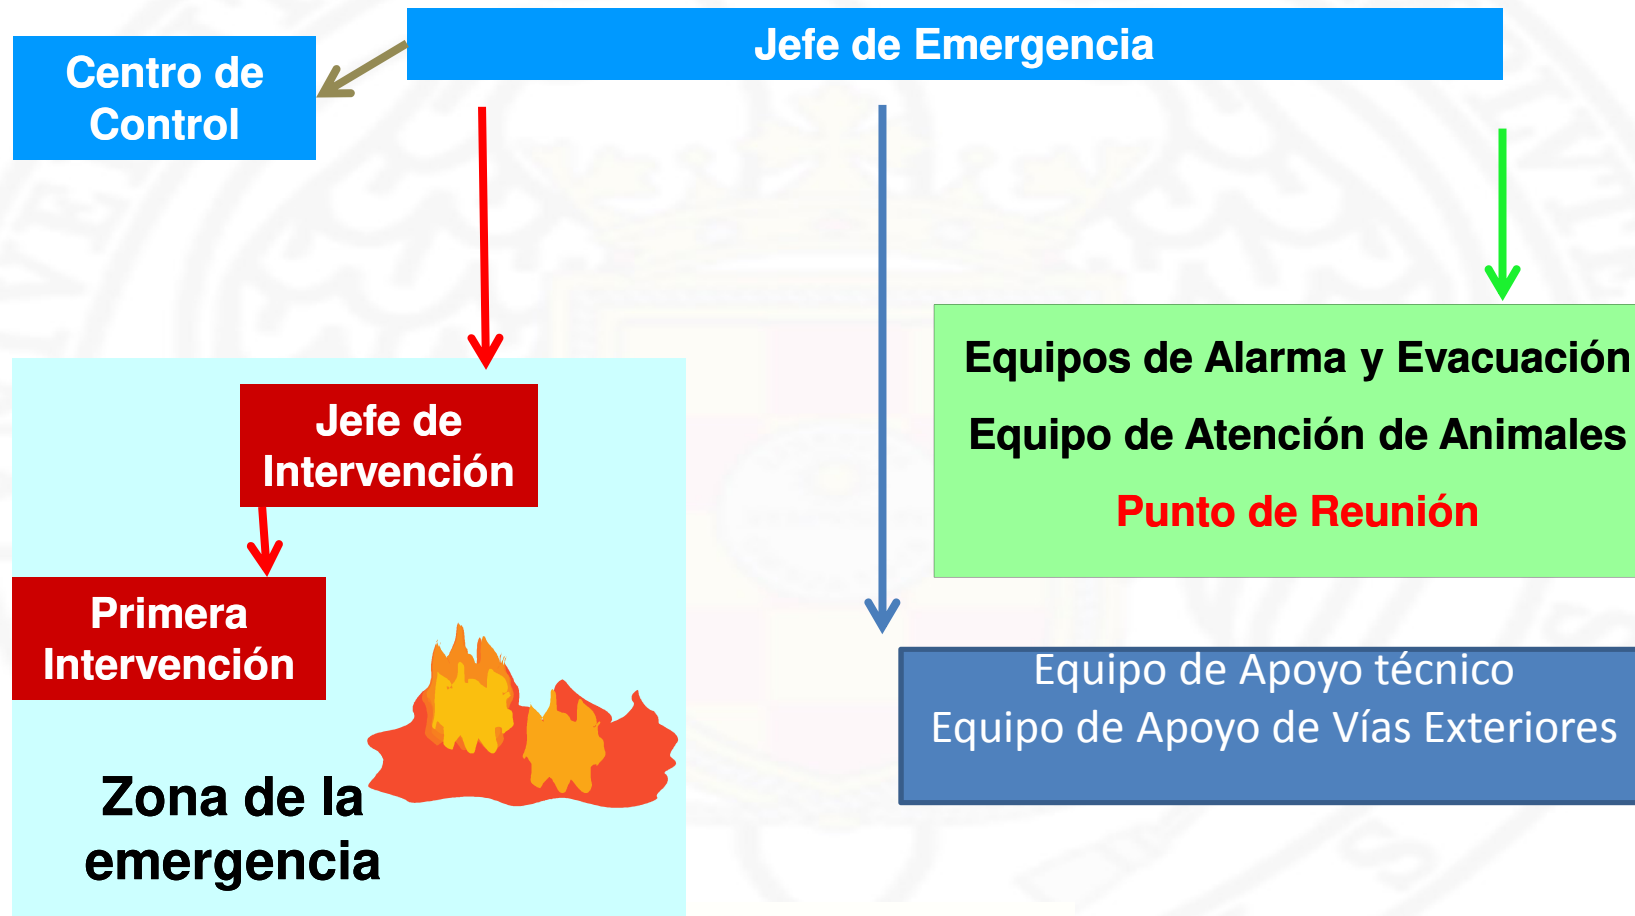 Jefe de Emergencia
Centro de
Control
Equipos de Alarma y Evacuación
Equipo de Atención de Animales
Punto de Reunión
Jefe de
Intervención
Primera
Intervención
Equipo de Apoyo técnico
Equipo de Apoyo de Vías Exteriores
Zona de la
emergencia